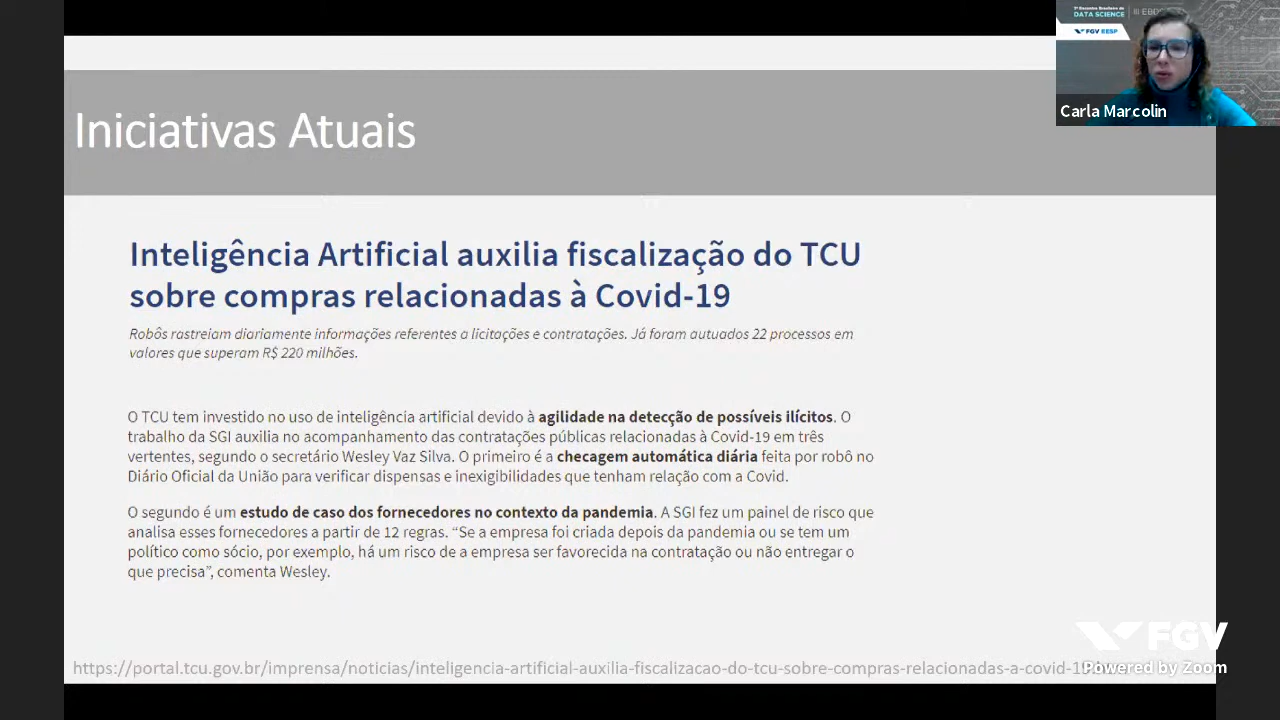 DATA SCIENCE
FGV EESP
Carla Marcolin
Iniciativas Atuais
Inteligência Artificial auxilia fiscalização do TCU
sobre compras relacionadas à Covid-19
Robôs rastreiam diariamente informações referentes a licitações e contratações. Já foram autuados 22 processos em
valores que superam R$ 220 milhões.
O TCU tem investido no uso de inteligência artificial devido à agilidade na detecção de possíveis ilícitos. O
trabalho da SGI auxilia no acompanhamento das contratações públicas relacionadas à Covid-19 em três
vertentes, segundo o secretário Wesley Vaz Silva. O primeiro é a checagem automática diária feita por robô no
Diário Oficial da União para verificar dispensas e inexigibilidades que tenham relação com a Covid.
O segundo é um estudo de caso dos fornecedores no contexto da pandemia. A SGI fez um painel de risco que
analisa esses fornecedores a partir de 12 regras. “Se a empresa foi criada depois da pandemia ou se tem um
político como sócio, por exemplo, há um risco de a empresa ser favorecida na contratação ou não entregar o
que precisa”, comenta Wesley.
FGV
https://portal.tcu.gov.br/imprensa/noticias/inteligencia-artificial-auxilia-fiscalizacao-do-tcu-sobre-compras-relacionadas-a-covid-19
Powered by Zoom